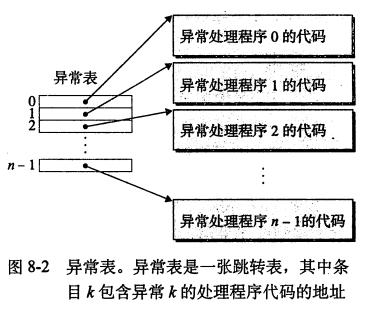 异常表
0
1
2
n-1
异常处理程序 0 的代码
异常处理程序 1 的代码
异常处理程序 2 的代码
异常处理程序 n-1的代码
图 8-2 异常表。异常表是一张跳转表，其中条
目 k 包含异常 k 的处理程序代码的地址